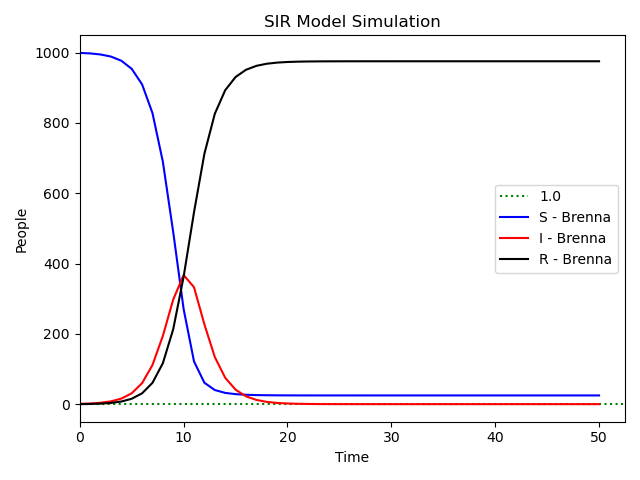 SIR Model Simulation
1000
800
600
400
200
0
People
1.0
S - Brenna
I - Brenna
R - Brenna
0 10 20 30 40 50
Time